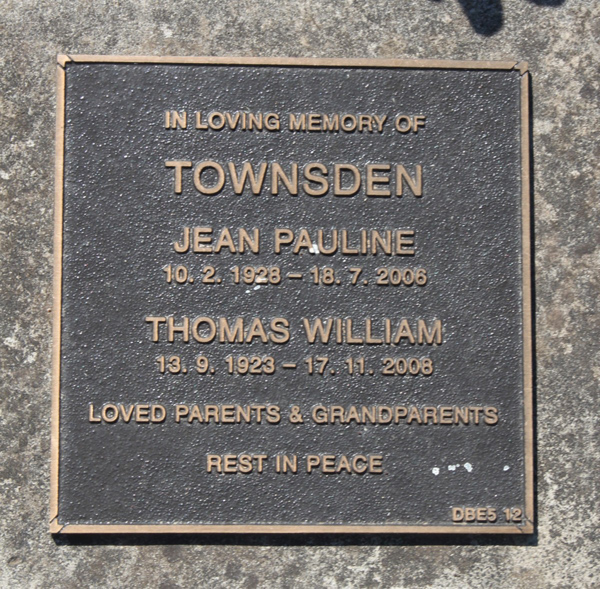 IN LOVING MEMORY OF
TOWNSDEN
JEAN PAULINE
10. 2. 1928 – 18. 7. 2006
THOMAS WILLIAM
13. 9. 1923 – 17. 11. 2008
LOVED PARENTS & GRANDPARENTS
REST IN PEACE
DBE5 12